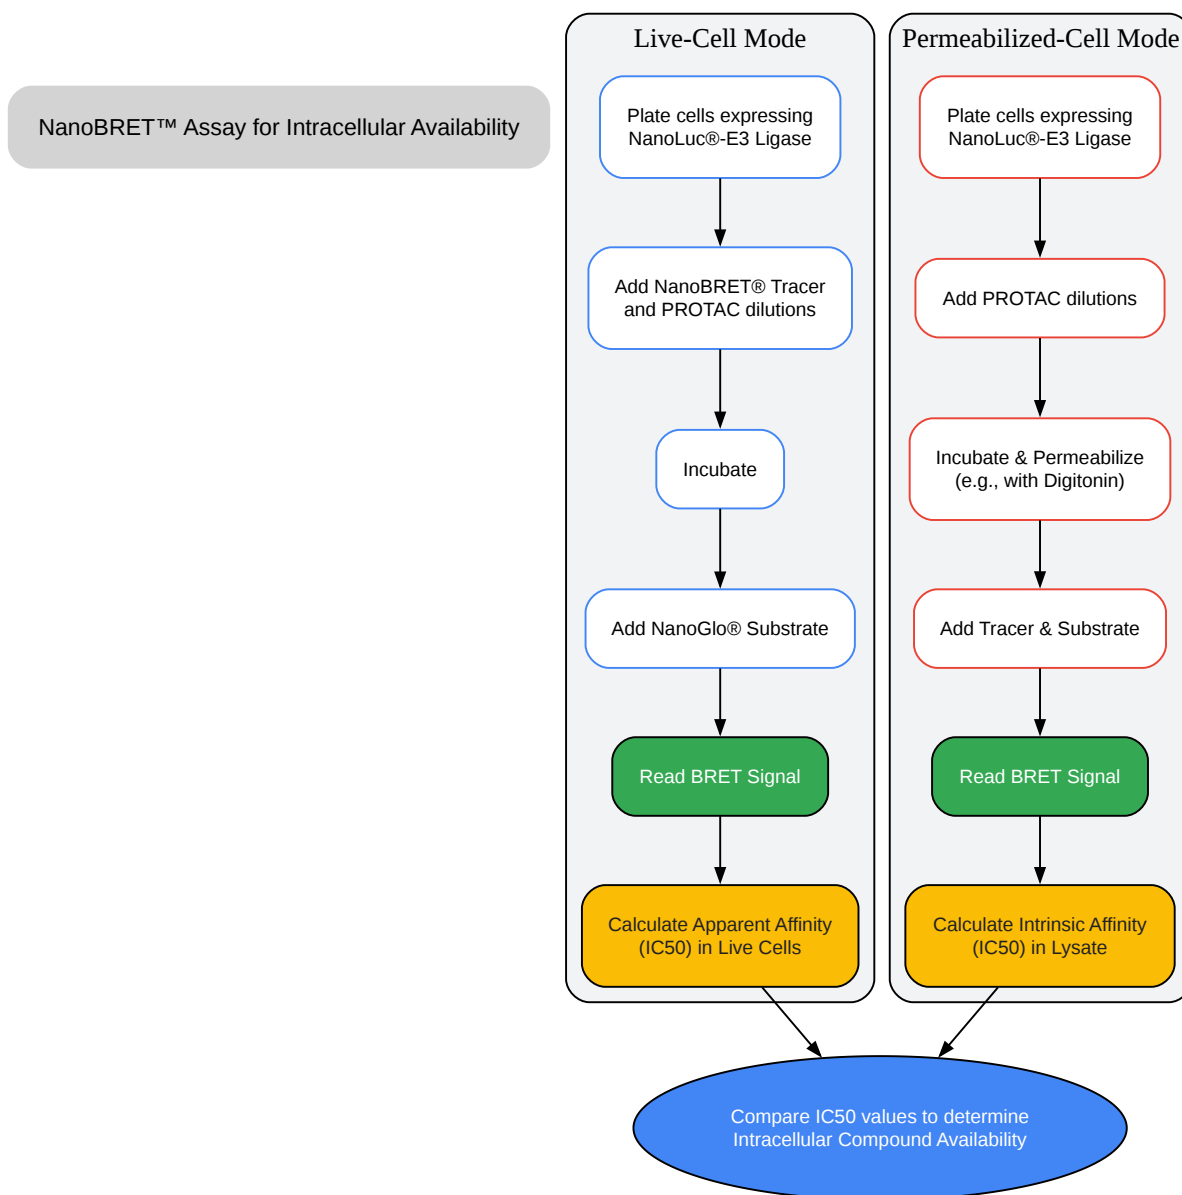 NanoBRET™ Assay for Intracellular Availability
Live-Cell Mode
Plate cells expressing
NanoLuc®-E3 Ligase
Add NanoBRET® Tracer
and PROTAC dilutions
Incubate
Add NanoGlo® Substrate
Read BRET Signal
Calculate Apparent Affinity
(IC50) in Live Cells
Permeabilized-Cell Mode
Plate cells expressing
NanoLuc®-E3 Ligase
Add PROTAC dilutions
Incubate & Permeabilize
(e.g., with Digitonin)
Add Tracer & Substrate
Read BRET Signal
Calculate Intrinsic Affinity
(IC50) in Lysate
Compare IC50 values to determine
Intracellular Compound Availability